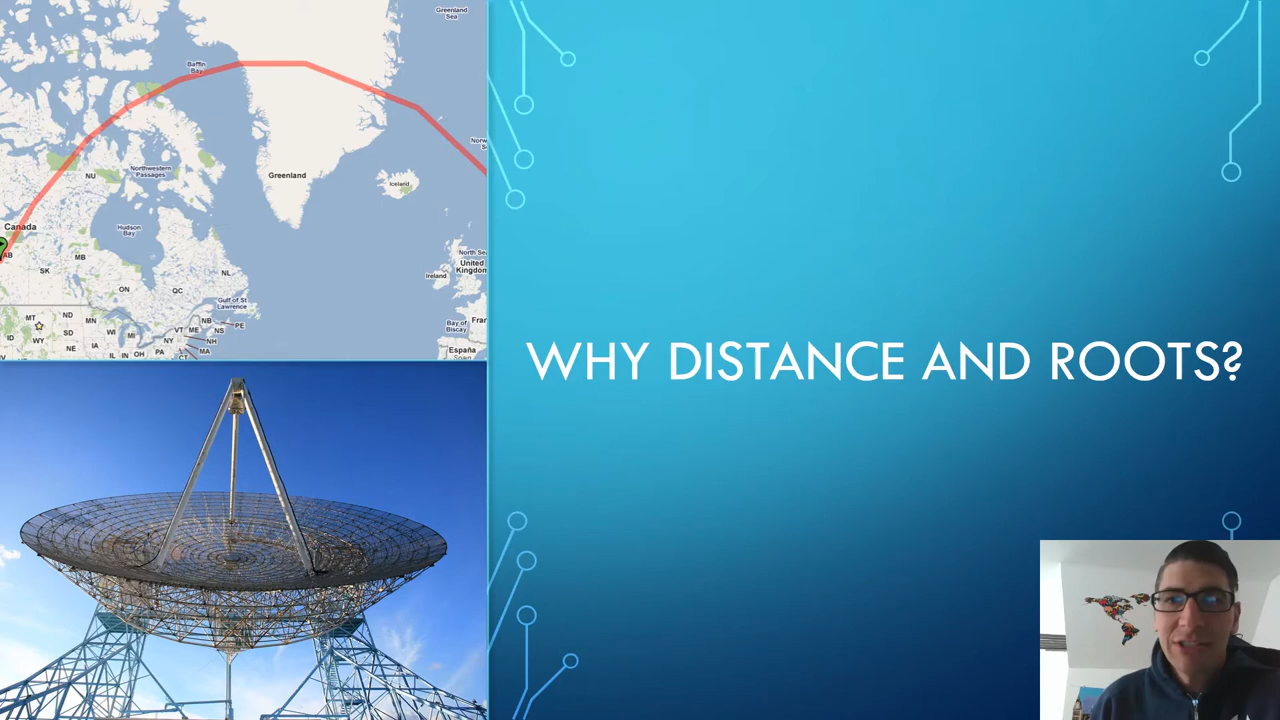 Greenland
Sea
Baffin
Bay
Northwestern
Passages
NU
Greenland
Iceland
Canada
Hudson
Bay
AB
SK
MB
ON
QC
NL
Gulf of St
Lawrence
North Sea
United
Kingdom
Ireland
MT
ND
MN
NB
PE
NS
ID
WY
SD
WI
MI
VT
ME
NH
NE
IA
NY
MA
IL
IN
OH
PA
CT
Bay of
Biscay
España
WHY DISTANCE AND ROOTS?